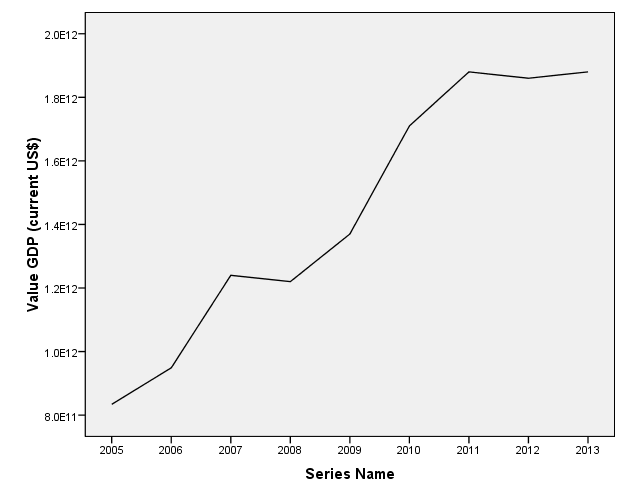 Value GDP (current US$)
2.0E12
1.8E12
1.6E12
1.4E12
1.2E12
1.0E12
8.0E11
2005 2006 2007 2008 2009 2010 2011 2012 2013
Series Name